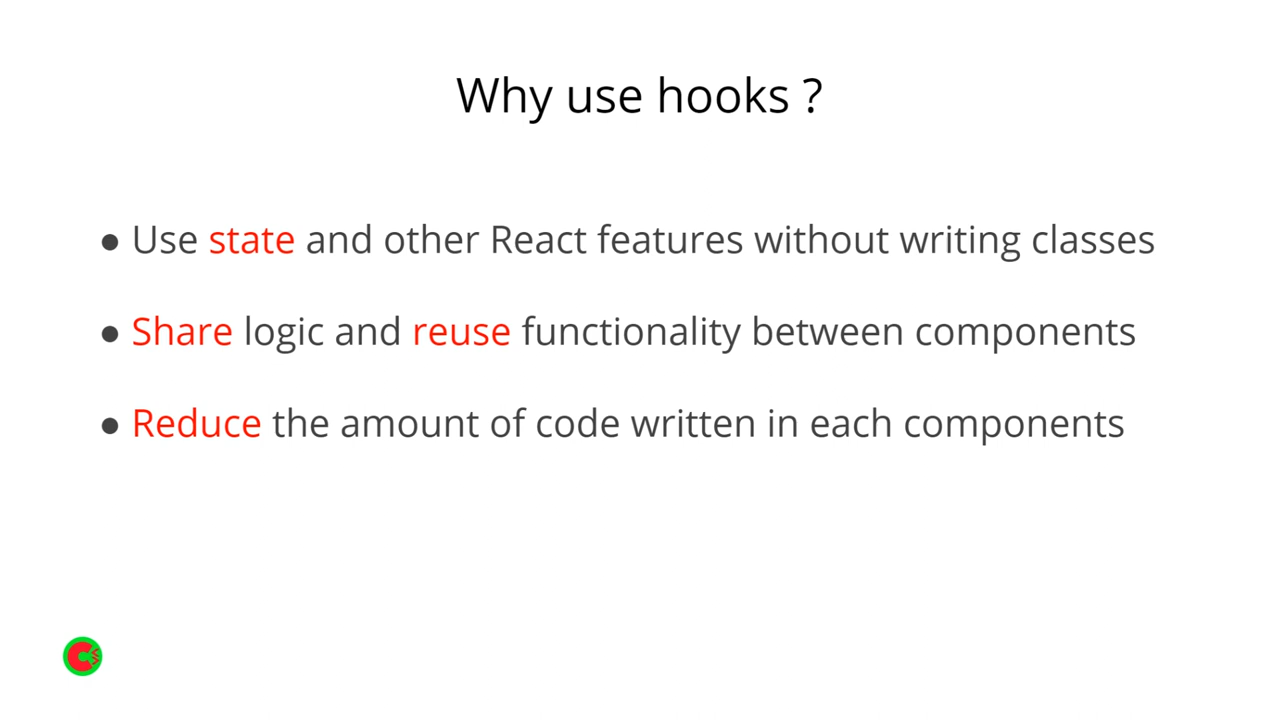 Why use hooks ?
● Use state and other React features without writing classes
● Share logic and reuse functionality between components
● Reduce the amount of code written in each components